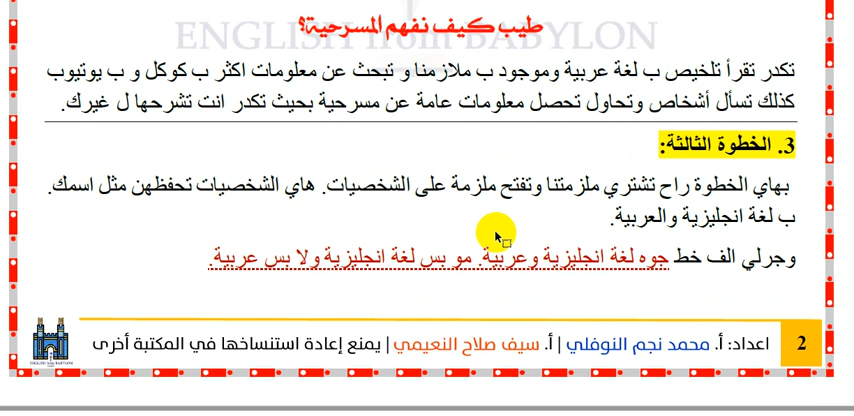 طيب كيف نفهم المسرحية؟
ENGLISH from BABYLON
تكدر تقرأ تلخيص ب لغة عربية وموجود ب ملازمنا و تبحث عن معلومات اكثر ب كوكل و ب يوتيوب
كذلك تسأل أشخاص وتحاول تحصل معلومات عامة عن مسرحية بحيث تكدر انت تشرحها ل غيرك.
3. الخطوة الثالثة:
بهاي الخطوة راح تشتري ملزمتنا وتفتح ملزمة على الشخصيات. هاي الشخصيات تحفظهن مثل اسمك.
ب لغة انجليزية والعربية.
وجرلي الف خط جوه لغة انجليزية وعربية. مو بس لغة انجليزية ولا بس عربية.
2
اعداد: أ. محمد نجم النوفلي | أ. سيف صلاح النعيمي | يمنع إعادة استنساخها في المكتبة أخرى
ENGLISH from BABYLON